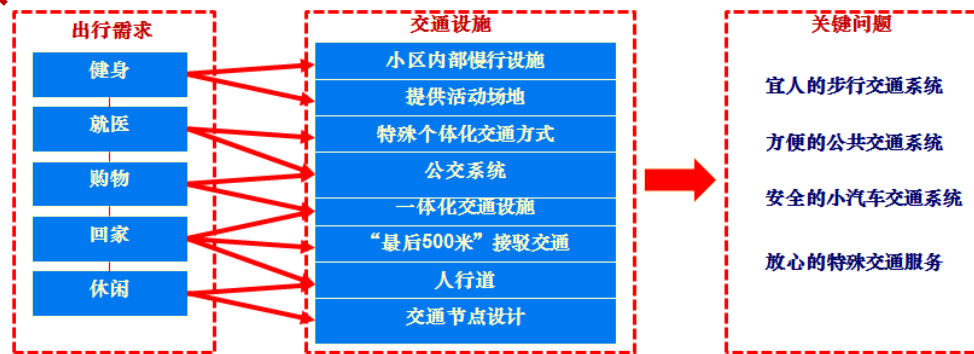 出行需求
健身
就医
购物
回家
休闲
交通设施
小区内部慢行设施
提供活动场地
特殊个体化交通方式
公交系统
一体化交通设施
“最后500米”接驳交通
人行道
交通节点设计
关键问题
宜人的步行交通系统
方便的公共交通系统
安全的小汽车交通系统
放心的特殊交通服务